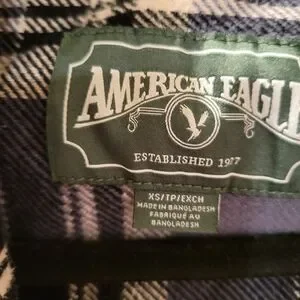 AMERICAN EAGLE
ESTABLISHED 1977
XS/TP/EXCH
MADE IN BANGLADESH
FABRIQUÉ AU
BANGLADESH